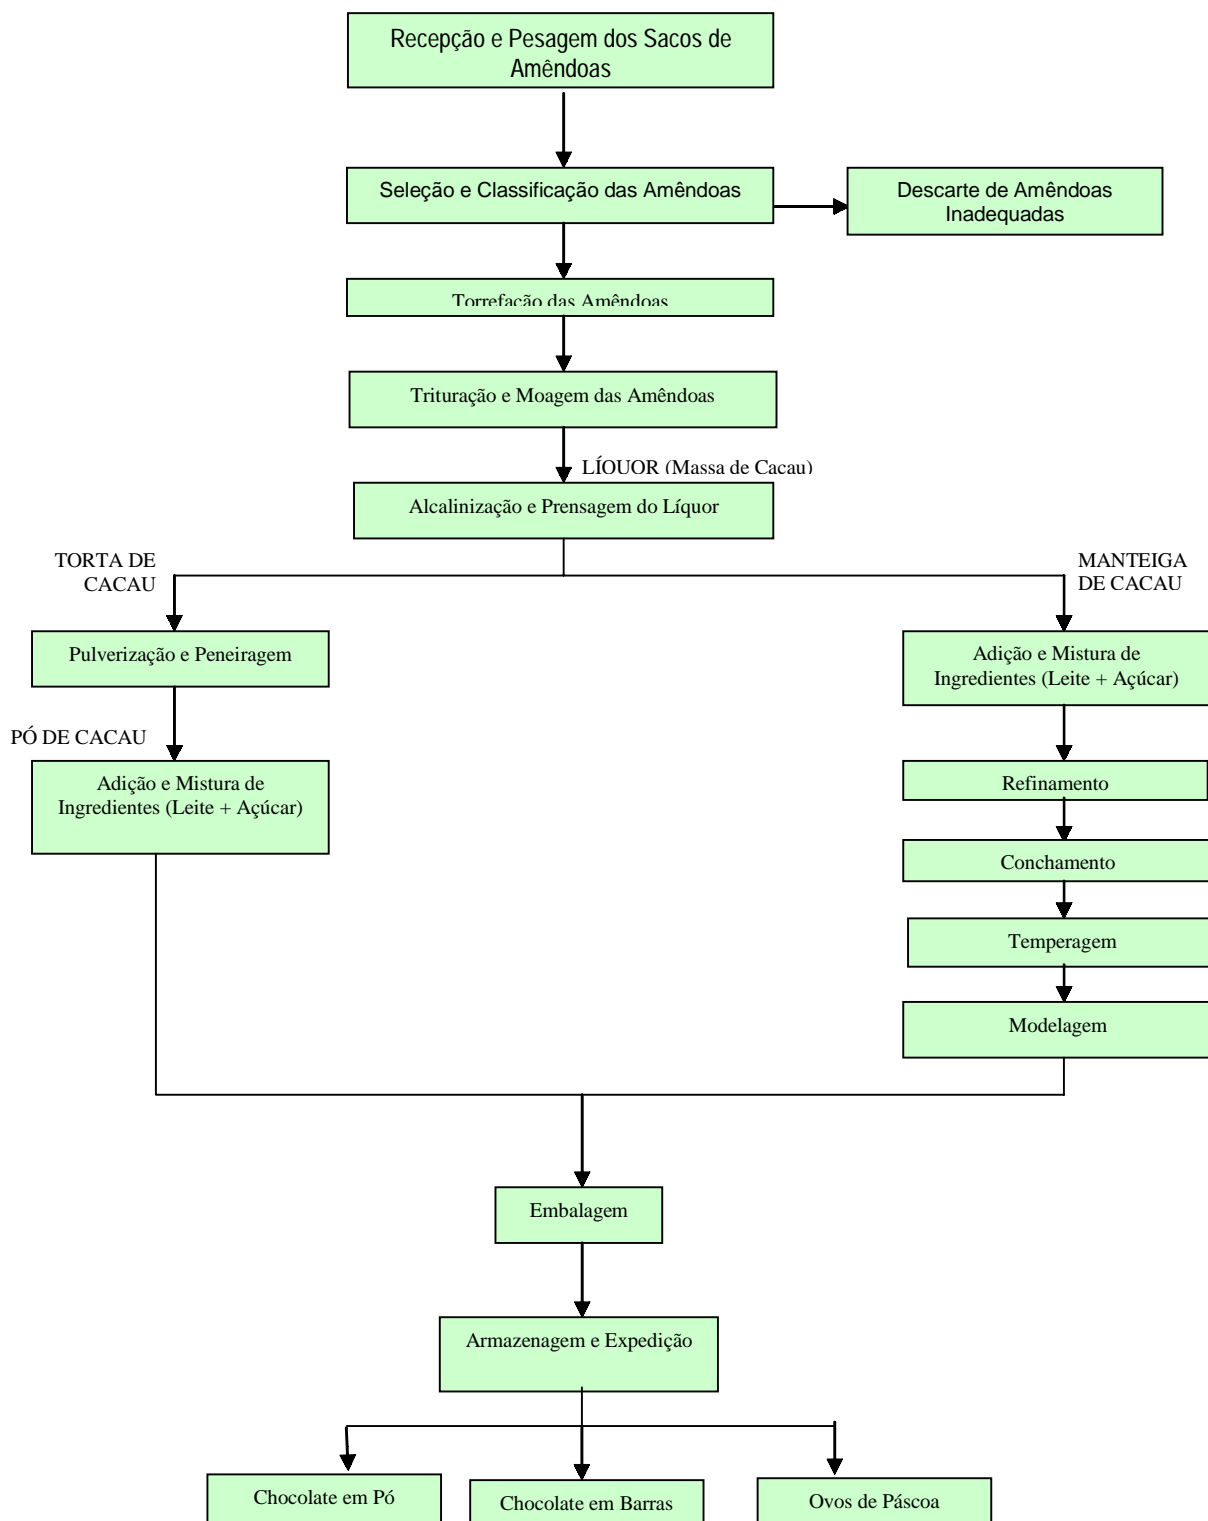 Recepção e Pesagem dos Sacos de
Amêndoas
Seleção e Classificação das Amêndoas
Descarte de Amêndoas
Inadequadas
Torrefação das Amêndoas
Trituração e Moagem das Amêndoas
LÍQUOR (Massa de Cacau)
Alcalinização e Prensagem do Líquor
TORTA DE
CACAU
MANTEIGA
DE CACAU
Pulverização e Peneiragem
Adição e Mistura de
Ingredientes (Leite + Açúcar)
PÓ DE CACAU
Adição e Mistura de
Ingredientes (Leite + Açúcar)
Refinamento
Conchamento
Temperagem
Modelagem
Embalagem
Armazenagem e Expedição
Chocolate em Pó
Chocolate em Barras
Ovos de Páscoa